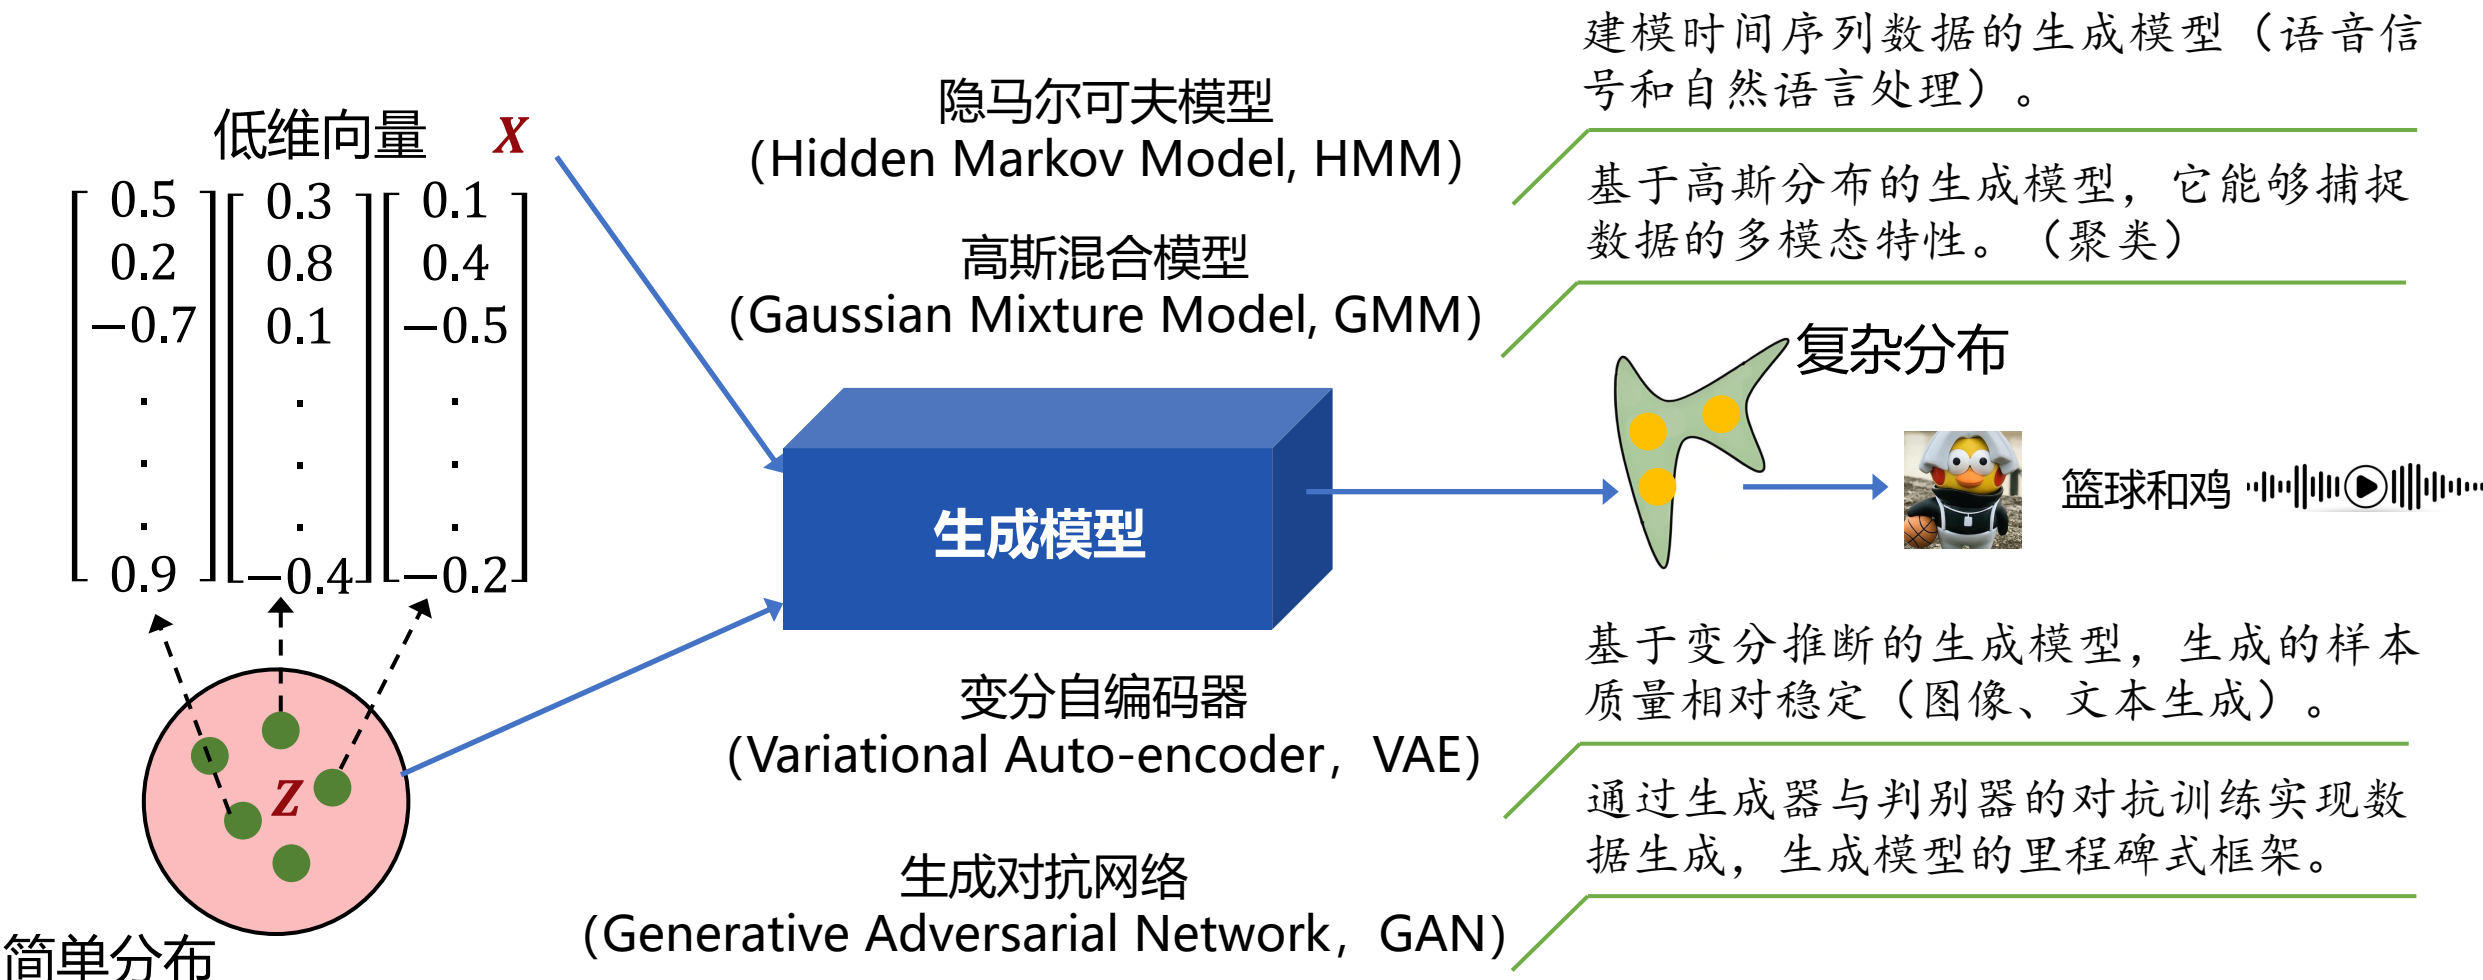 建模时间序列数据的生成模型（语音信
号和自然语言处理）。
隐马尔可夫模型
（Hidden Markov Model, HMM）
低维向量 X
基于高斯分布的生成模型，它能够捕捉
数据的多模态特性。（聚类）
高斯混合模型
（Gaussian Mixture Model, GMM）
0.5 0.3 0.1
0.2 0.8 0.4
−0.7 0.1 −0.5
. . .
. . .
. . .
0.9 −0.4 −0.2
复杂分布
生成模型
篮球和鸡
基于变分推断的生成模型，生成的样本
质量相对稳定（图像、文本生成）。
变分自编码器
（Variational Auto-encoder，VAE）
Z
通过生成器与判别器的对抗训练实现数
据生成，生成模型的里程碑式框架。
生成对抗网络
（Generative Adversarial Network，GAN）
简单分布